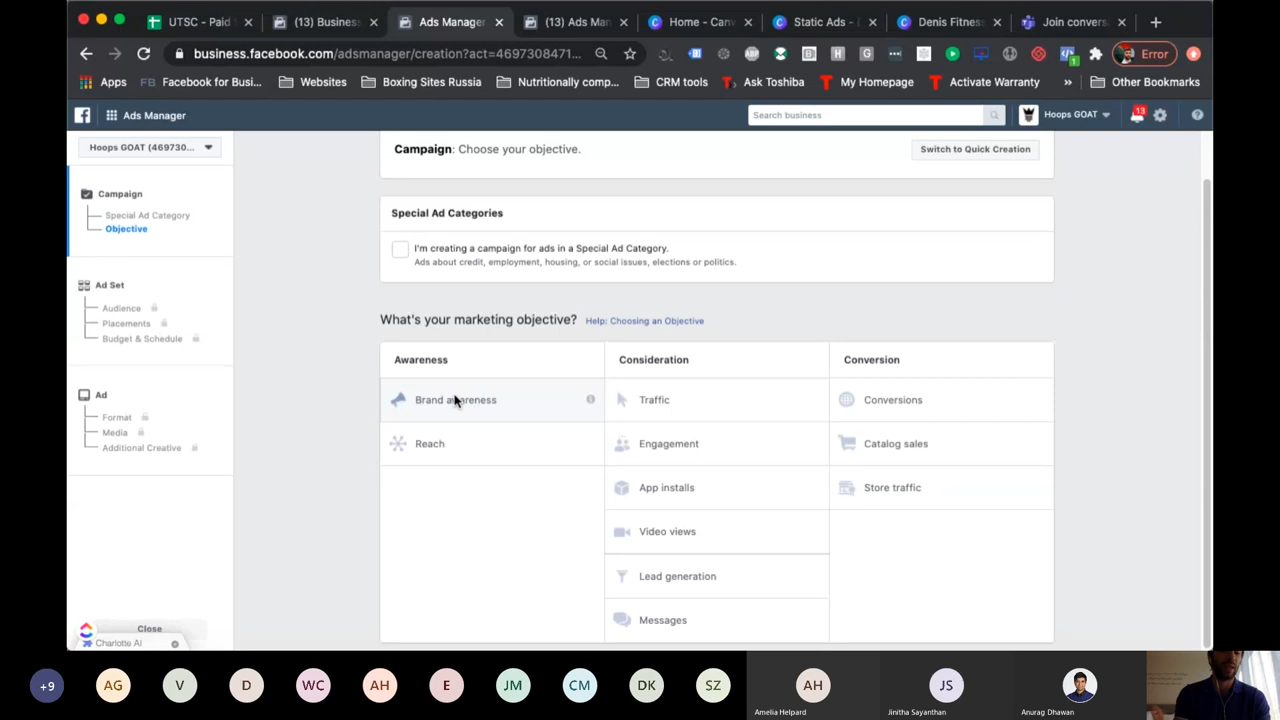 UTSC - Paid S
(13) Business
Ads Manager
(13) Ads Man
Home - Canv
Static Ads - D
Denis Fitness
Join convers
business.facebook.com/adsmanager/creation?act=4697308471...
Error
Apps
Facebook for Busi...
Websites
Boxing Sites Russia
Nutritionally comp...
CRM tools
Ask Toshiba
My Homepage
Activate Warranty
»
Other Bookmarks
Ads Manager
Search business
Hoops GOAT
13
Hoops GOAT (469730...
Campaign: Choose your objective.
Switch to Quick Creation
Campaign
Special Ad Category
Objective
Special Ad Categories
I'm creating a campaign for ads in a Special Ad Category.
Ads about credit, employment, housing, or social issues, elections or politics.
Ad Set
Audience
Placements
Budget & Schedule
What's your marketing objective? Help: Choosing an Objective
Awareness
Consideration
Conversion
Ad
Format
Media
Additional Creative
Brand awareness
Traffic
Conversions
Reach
Engagement
Catalog sales
App installs
Store traffic
Video views
Lead generation
Messages
Close
Charlotte AI
+9
AG
V
D
WC
AH
E
JM
CM
DK
SZ
AH
JS
Amelia Helpard
Jinitha Sayanthan
Anurag Dhawan